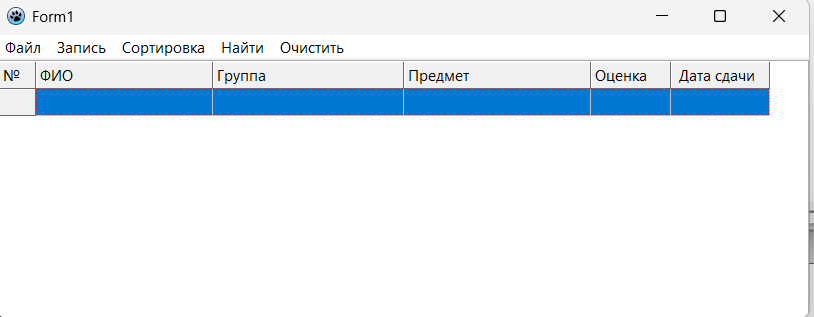 Form1
Файл Запись Сортировка Найти Очистить
№ ФИО Группа Предмет Оценка Дата сдачи